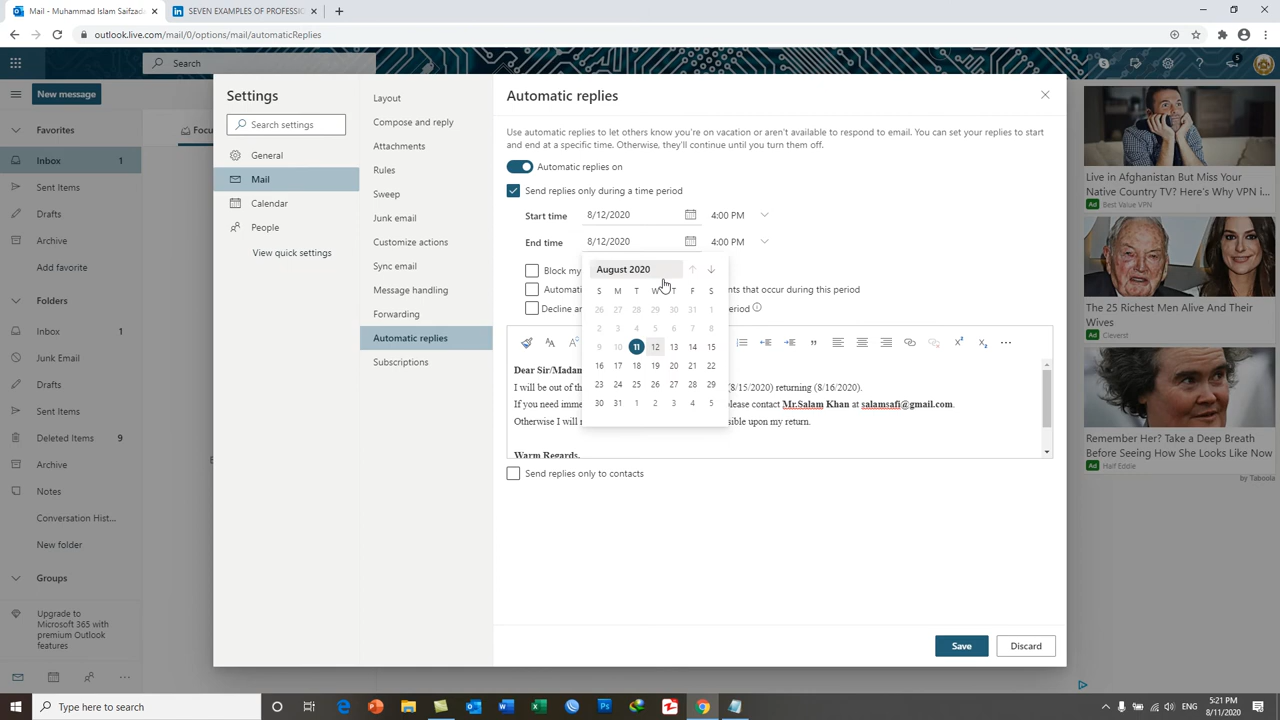 Mail - Muhammad Islam Saifzada
SEVEN EXAMPLES OF PROFESSI
outlook.live.com/mail/0/options/mail/automaticReplies
Search
5
New message
Favorites
Inbox 1
Sent Items
Drafts
Archive
Add favorite
Folders
Inbox 1
Junk Email
Drafts
Sent Items
Deleted Items 9
Archive
Notes
Conversation Hist...
New folder
Groups
Upgrade to
Microsoft 365 with
premium Outlook
features
Focu
Settings
Search settings
General
Mail
Calendar
People
View quick settings
Layout
Compose and reply
Attachments
Rules
Sweep
Junk email
Customize actions
Sync email
Message handling
Forwarding
Automatic replies
Subscriptions
Automatic replies
Use automatic replies to let others know you're on vacation or aren't available to respond to email. You can set your replies to start
and end at a specific time. Otherwise, they'll continue until you turn them off.
Automatic replies on
Send replies only during a time period
Start time 8/12/2020 4:00 PM
End time 8/12/2020 4:00 PM
Block my
Automati
nts that occur during this period
Decline an
eriod
August 2020
S M T W T F S
26 27 28 29 30 31 1
2 3 4 5 6 7 8
9 10 11 12 13 14 15
16 17 18 19 20 21 22
23 24 25 26 27 28 29
30 31 1 2 3 4 5
Dear Sir/Madam
I will be out of th
(8/15/2020) returning (8/16/2020).
If you need imme
please contact Mr.Salam Khan at salamsafi@gmail.com.
Otherwise I will r
sible upon my return.
Warm Regards,
Send replies only to contacts
Save
Discard
Live in Afghanistan But Miss Your
Native Country TV? Here's Why VPN i...
Ad Best Value VPN
The 25 Richest Men Alive And Their
Wives
Ad Cleverst
Remember Her? Take a Deep Breath
Before Seeing How She Looks Like Now
Ad Half Eddie
by Taboola
Type here to search
ENG
5:21 PM
8/11/2020